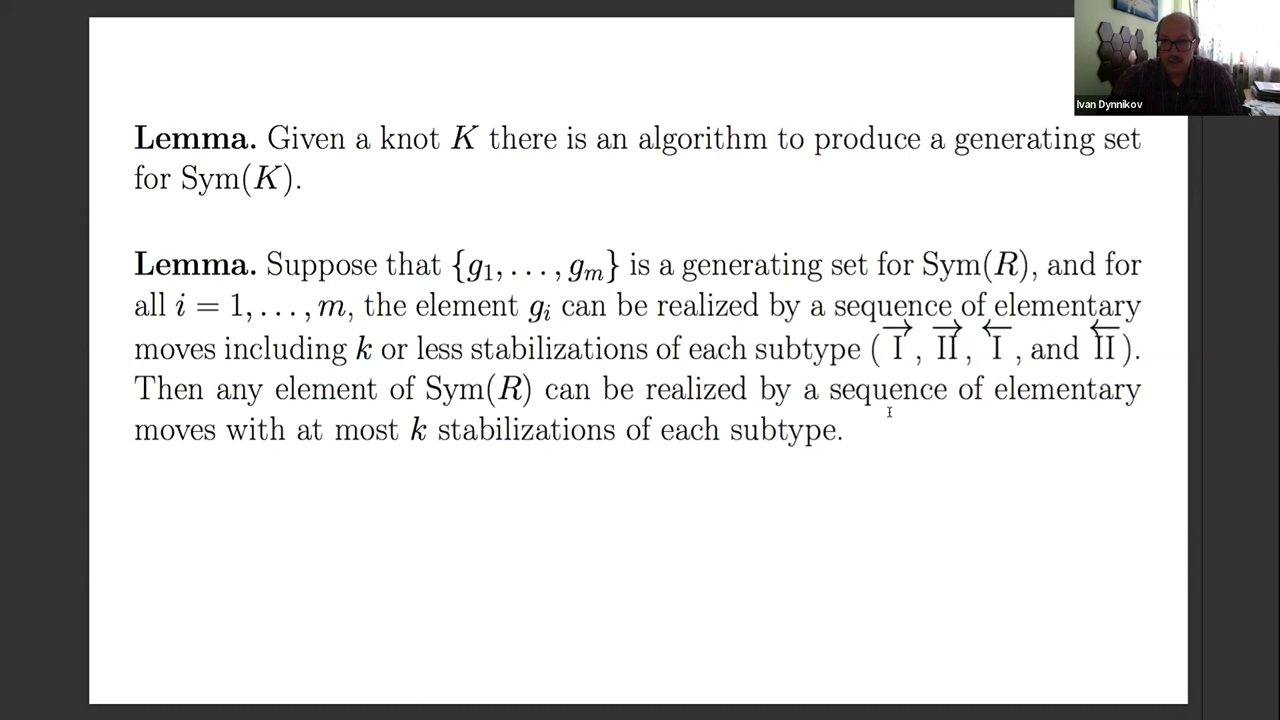 Ivan Dynnikov
Lemma. Given a knot K there is an algorithm to produce a generating set
for Sym(K).
Lemma. Suppose that {g₁, . . . , gₘ} is a generating set for Sym(R), and for
all i = 1, . . . , m, the element gᵢ can be realized by a sequence of elementary
moves including k or less stabilizations of each subtype ( I⃗ , I⃗I⃗ , I⃖ , and I⃖I⃖ ).
Then any element of Sym(R) can be realized by a sequence of elementary
moves with at most k stabilizations of each subtype.